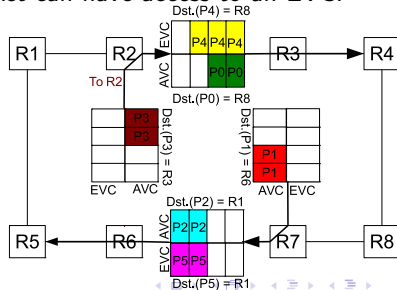 Dst.(P4) = R8
EVC
P4 P4 P4
R1
R2
R3
R4
AVC
P0 P0
To R2
Dst.(P0) = R8
P3
P3
Dst.(P3) = R3
EVC AVC
Dst.(P1) = R6
P1
P1
AVC EVC
Dst.(P2) = R1
AVC
P2 P2
R5
R6
R7
R8
EVC
P5 P5
Dst.(P5) = R1